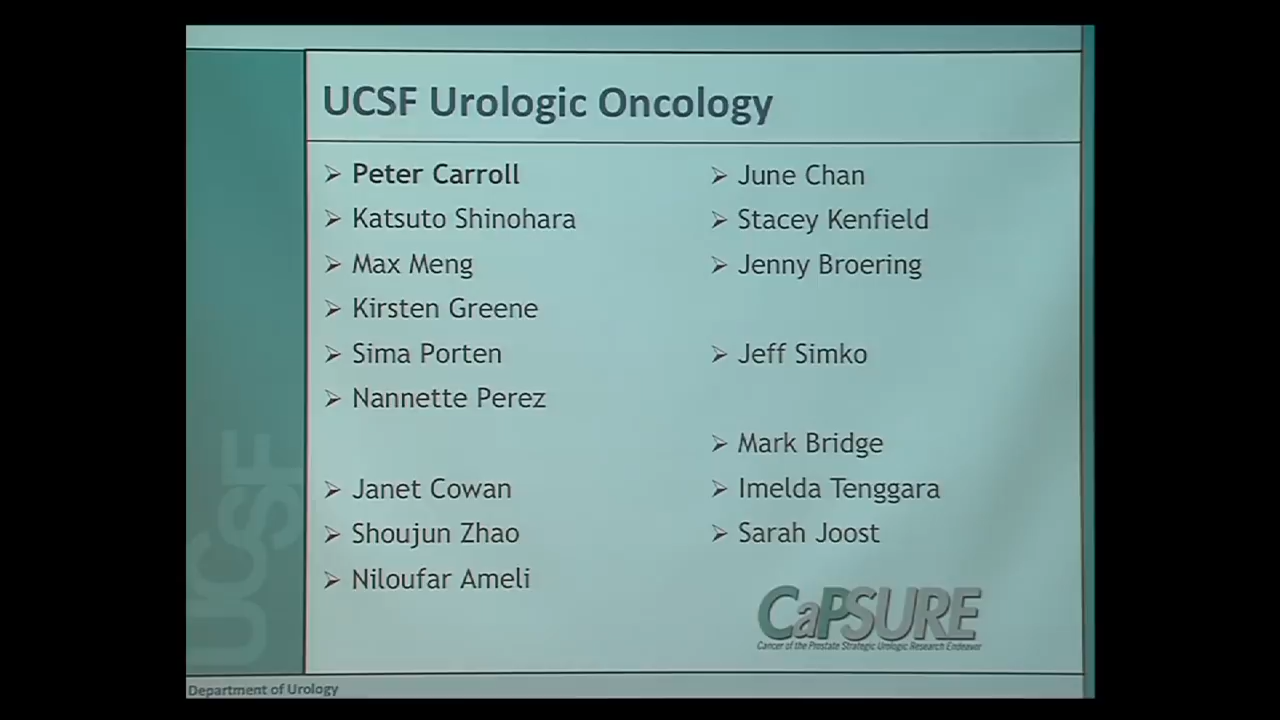 UCSF Urologic Oncology
➢ Peter Carroll
➢ Katsuto Shinohara
➢ Max Meng
➢ Kirsten Greene
➢ Sima Porten
➢ Nannette Perez
➢ Janet Cowan
➢ Shoujun Zhao
➢ Niloufar Ameli
➢ June Chan
➢ Stacey Kenfield
➢ Jenny Broering
➢ Jeff Simko
➢ Mark Bridge
➢ Imelda Tenggara
➢ Sarah Joost
CaPSURE
Cancer of the Prostate Strategic Urologic Research Endeavor
UCSF
Department of Urology